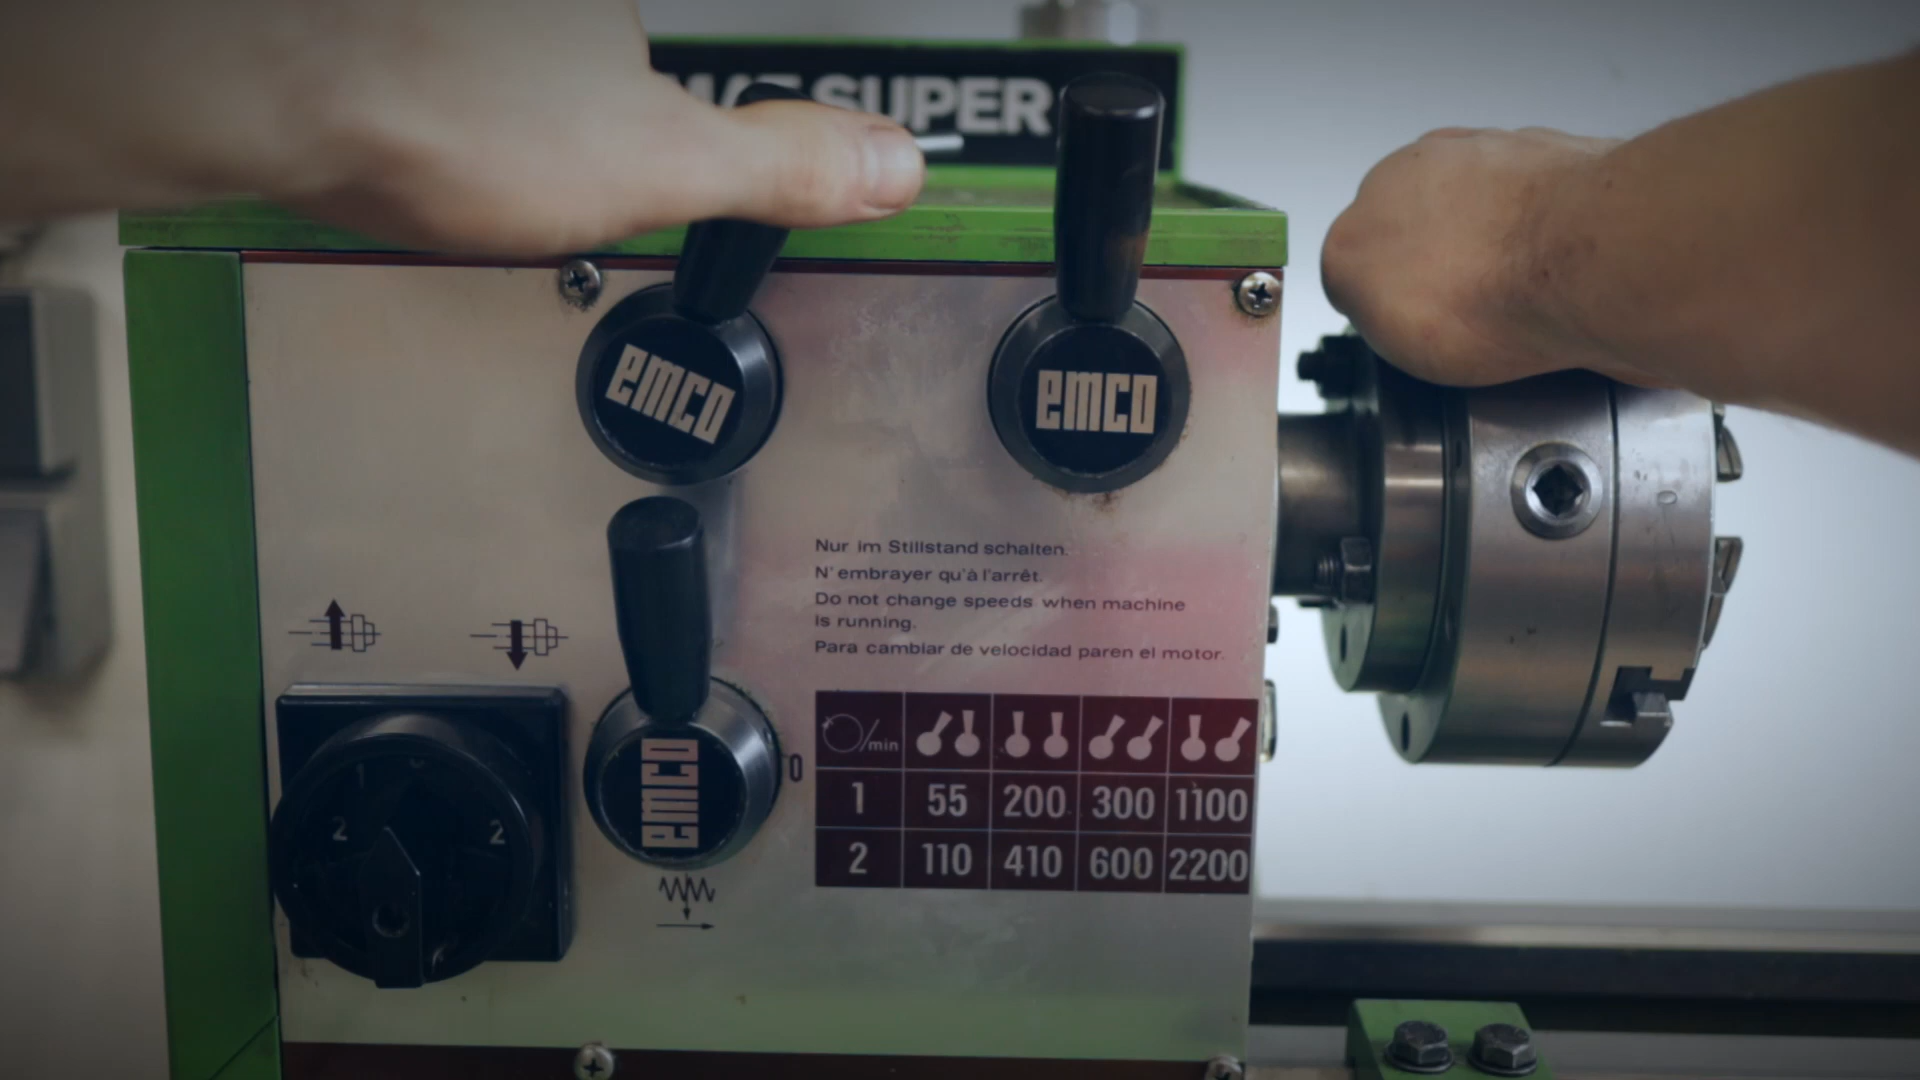 SUPER
emco
emco
Nur im Stillstand schalten.
N'embrayer qu'à l'arrêt.
Do not change speeds when machine
is running.
Para cambiar de velocidad paren el motor.
emco
0
/min
1 55 200 300 1100
2 110 410 600 2200
2 2